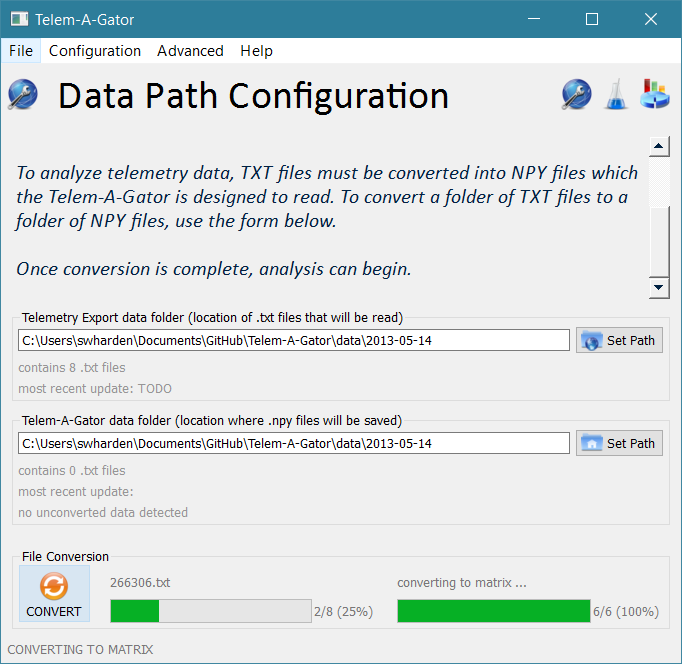 Telem-A-Gator
File Configuration Advanced Help
Data Path Configuration
To analyze telemetry data, TXT files must be converted into NPY files which
the Telem-A-Gator is designed to read. To convert a folder of TXT files to a
folder of NPY files, use the form below.
Once conversion is complete, analysis can begin.
Telemetry Export data folder (location of .txt files that will be read)
C:\Users\swharden\Documents\GitHub\Telem-A-Gator\data\2013-05-14 Set Path
contains 8 .txt files
most recent update: TODO
Telem-A-Gator data folder (location where .npy files will be saved)
C:\Users\swharden\Documents\GitHub\Telem-A-Gator\data\2013-05-14 Set Path
contains 0 .txt files
most recent update:
no unconverted data detected
File Conversion
266306.txt converting to matrix ...
CONVERT 2/8 (25%) 6/6 (100%)
CONVERTING TO MATRIX